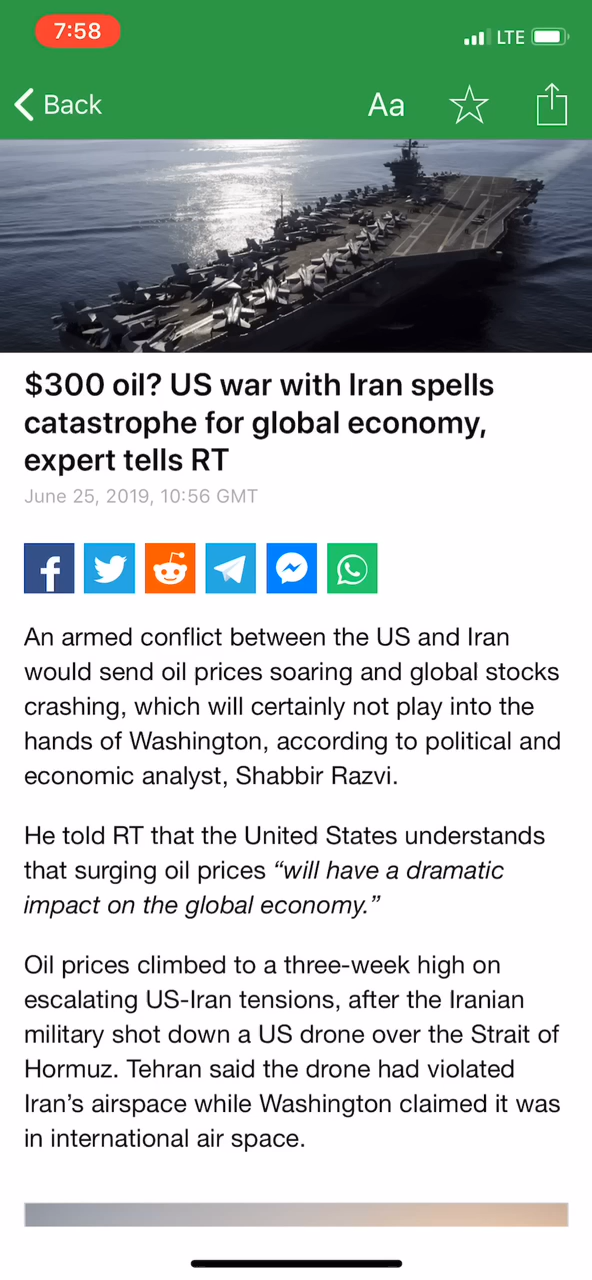 7:58
LTE
Back
Aa
$300 oil? US war with Iran spells
catastrophe for global economy,
expert tells RT
June 25, 2019, 10:56 GMT
An armed conflict between the US and Iran
would send oil prices soaring and global stocks
crashing, which will certainly not play into the
hands of Washington, according to political and
economic analyst, Shabbir Razvi.
He told RT that the United States understands
that surging oil prices “will have a dramatic
impact on the global economy.”
Oil prices climbed to a three-week high on
escalating US-Iran tensions, after the Iranian
military shot down a US drone over the Strait of
Hormuz. Tehran said the drone had violated
Iran’s airspace while Washington claimed it was
in international air space.